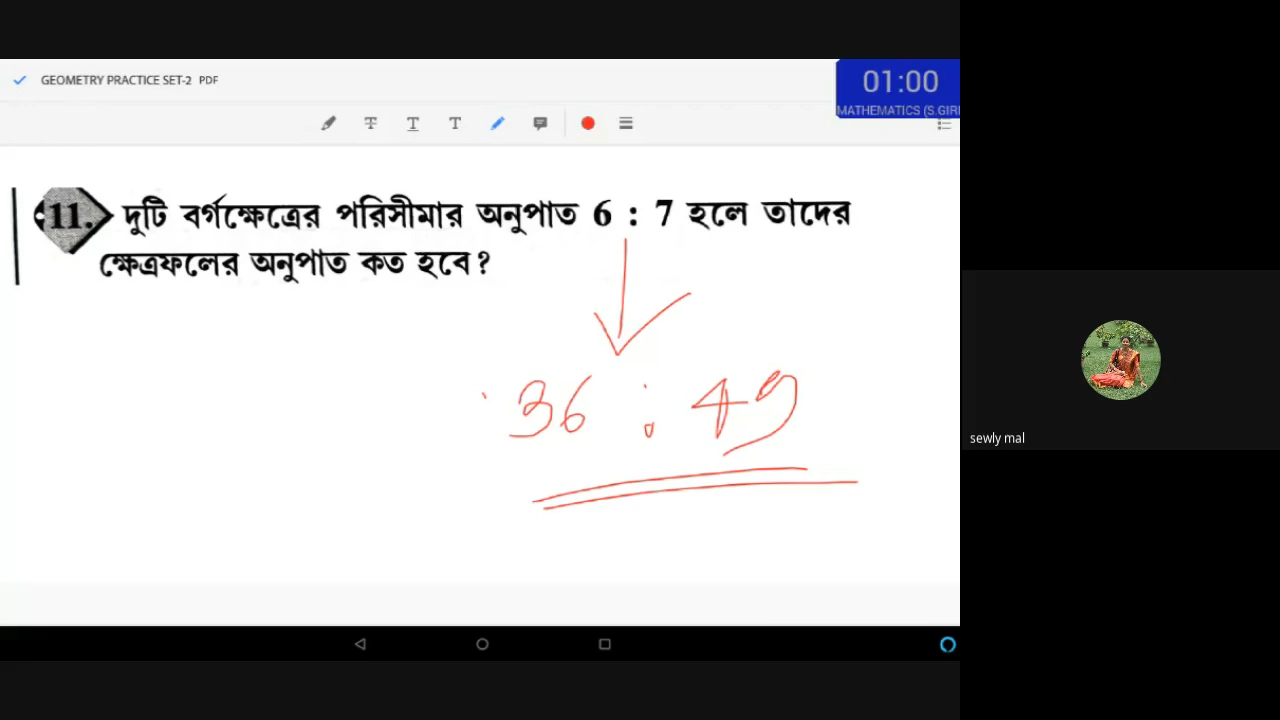 GEOMETRY PRACTICE SET-2 PDF
01:00
MATHEMATICS (S.GIRI
T T T
11. দুটি বর্গক্ষেত্রের পরিসীমার অনুপাত 6 : 7 হলে তাদের
ক্ষেত্রফলের অনুপাত কত হবে?
36 : 49
sewly mal